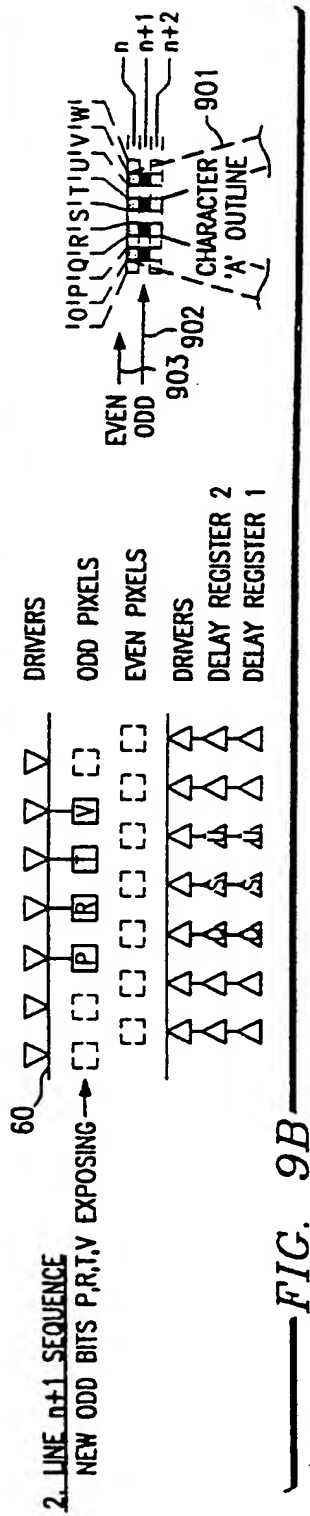 2. LINE n+1 SEQUENCE
60
DRIVERS
NEW ODD BITS P,R,T,V EXPOSING
P R T V
ODD PIXELS
EVEN PIXELS
DRIVERS
Q S U
DELAY REGISTER 2
Q S U
DELAY REGISTER 1
'O'P'Q'R'S'T'U'V'W'
EVEN
ODD
903
902
n
n+1
n+2
901
CHARACTER
'A' OUTLINE
FIG. 9B